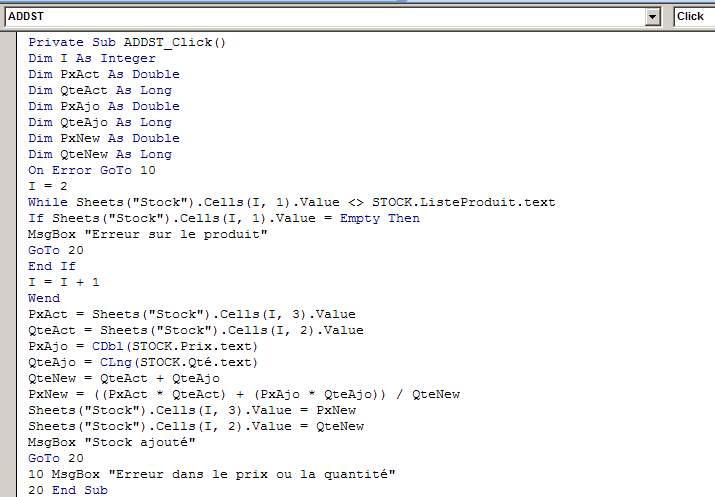 ADDST Click
Private Sub ADDST_Click()
Dim I As Integer
Dim PxAct As Double
Dim QteAct As Long
Dim PxAjo As Double
Dim QteAjo As Long
Dim PxNew As Double
Dim QteNew As Long
On Error GoTo 10
I = 2
While Sheets("Stock").Cells(I, 1).Value <> STOCK.ListeProduit.text
If Sheets("Stock").Cells(I, 1).Value = Empty Then
MsgBox "Erreur sur le produit"
GoTo 20
End If
I = I + 1
Wend
PxAct = Sheets("Stock").Cells(I, 3).Value
QteAct = Sheets("Stock").Cells(I, 2).Value
PxAjo = CDbl(STOCK.Prix.text)
QteAjo = CLng(STOCK.Qté.text)
QteNew = QteAct + QteAjo
PxNew = ((PxAct * QteAct) + (PxAjo * QteAjo)) / QteNew
Sheets("Stock").Cells(I, 3).Value = PxNew
Sheets("Stock").Cells(I, 2).Value = QteNew
MsgBox "Stock ajouté"
GoTo 20
10 MsgBox "Erreur dans le prix ou la quantité"
20 End Sub